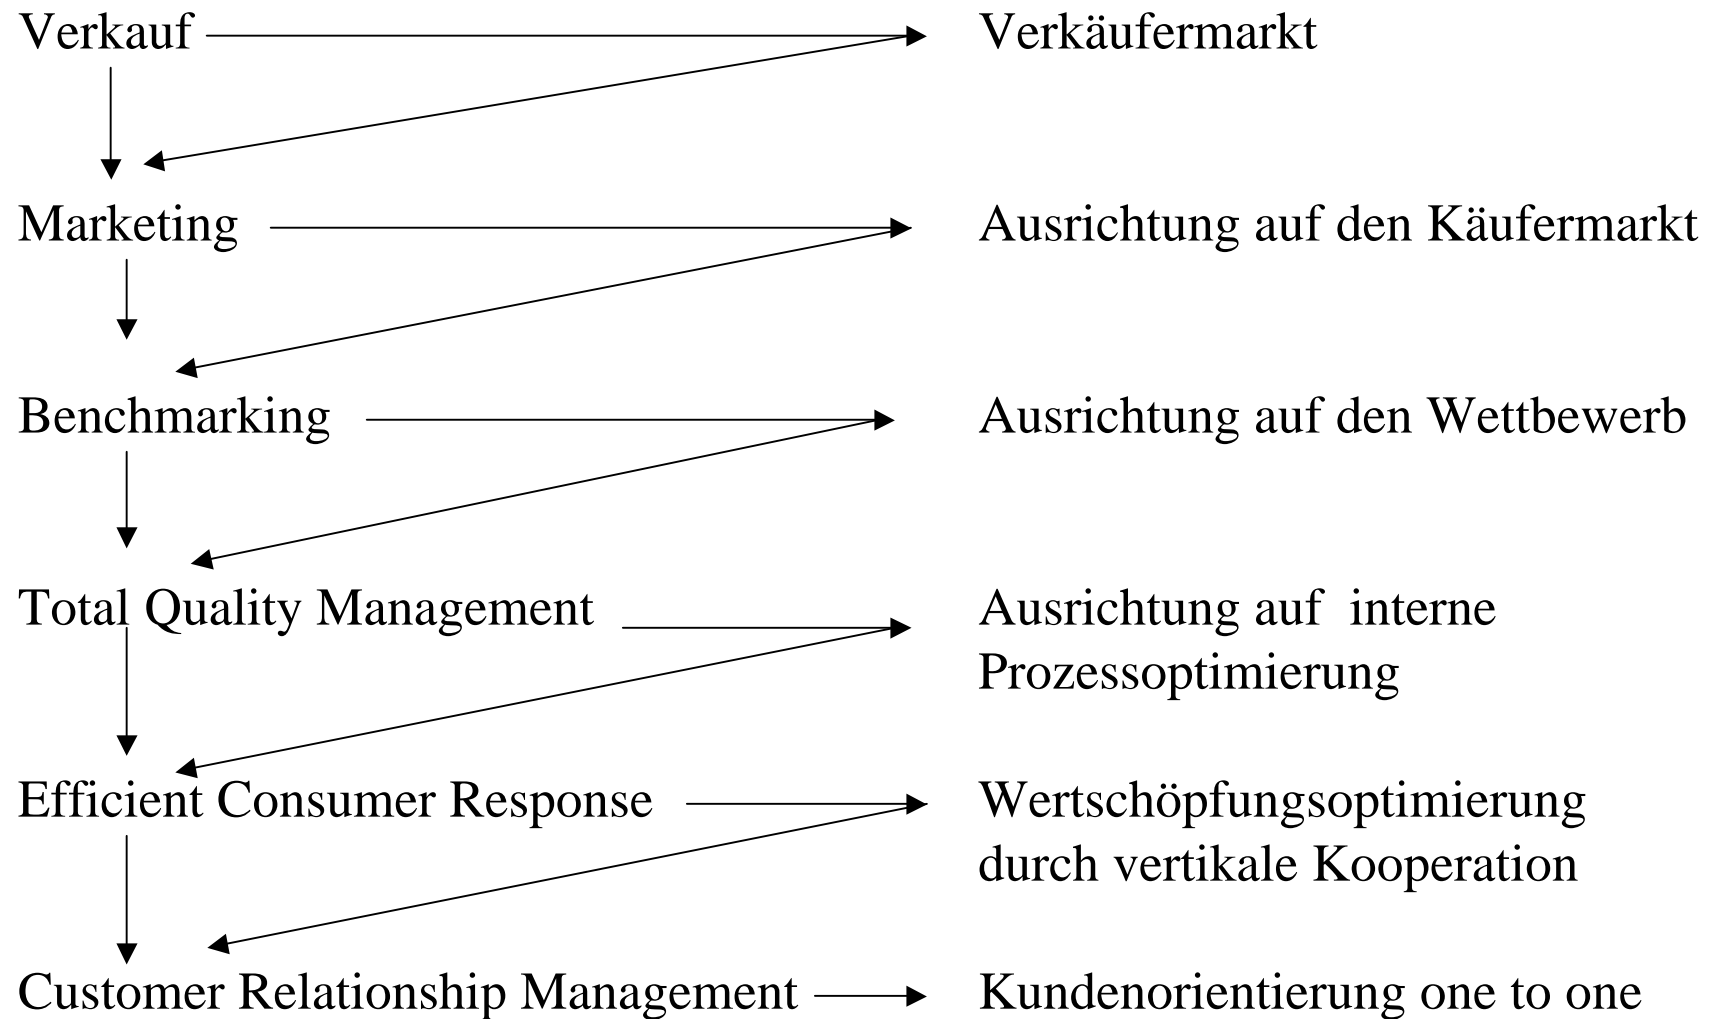 Verkauf Verkäufermarkt
Marketing Ausrichtung auf den Käufermarkt
Benchmarking Ausrichtung auf den Wettbewerb
Total Quality Management Ausrichtung auf interne
Prozessoptimierung
Efficient Consumer Response Wertschöpfungsoptimierung
durch vertikale Kooperation
Customer Relationship Management Kundenorientierung one to one